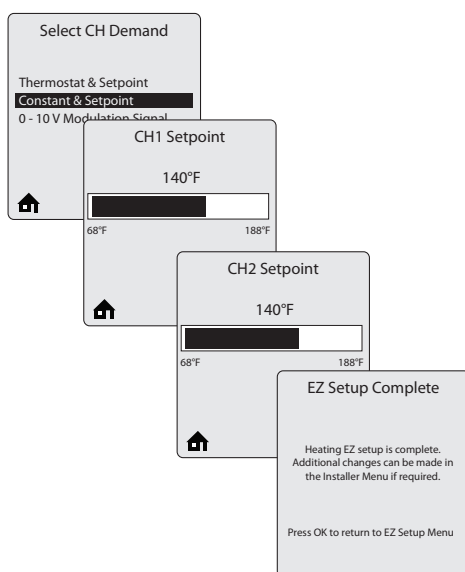 Select CH Demand
Thermostat & Setpoint
Constant & Setpoint
0 - 10 V Modulation Signal
CH1 Setpoint
140°F
68°F 188°F
CH2 Setpoint
140°F
68°F 188°F
EZ Setup Complete
Heating EZ setup is complete.
Additional changes can be made in
the Installer Menu if required.
Press OK to return to EZ Setup Menu